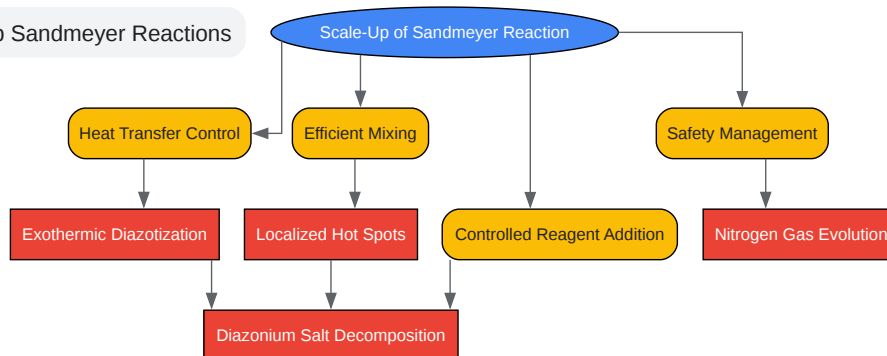 Sandmeyer Reactions
Scale-Up of Sandmeyer Reaction
Heat Transfer Control
Efficient Mixing
Safety Management
Exothermic Diazotization
Localized Hot Spots
Controlled Reagent Addition
Nitrogen Gas Evolution
Diazonium Salt Decomposition